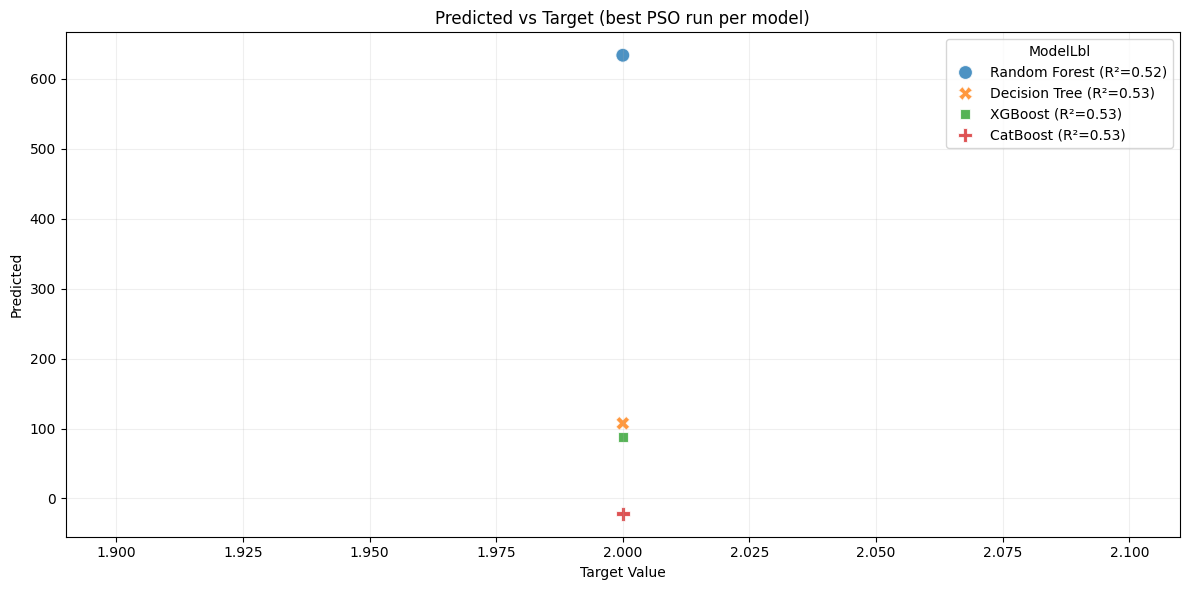 Predicted vs Target (best PSO run per model)
ModelLbl
Random Forest (R²=0.52)
Decision Tree (R²=0.53)
XGBoost (R²=0.53)
CatBoost (R²=0.53)
Predicted
600
500
400
300
200
100
0
1.900 1.925 1.950 1.975 2.000 2.025 2.050 2.075 2.100
Target Value